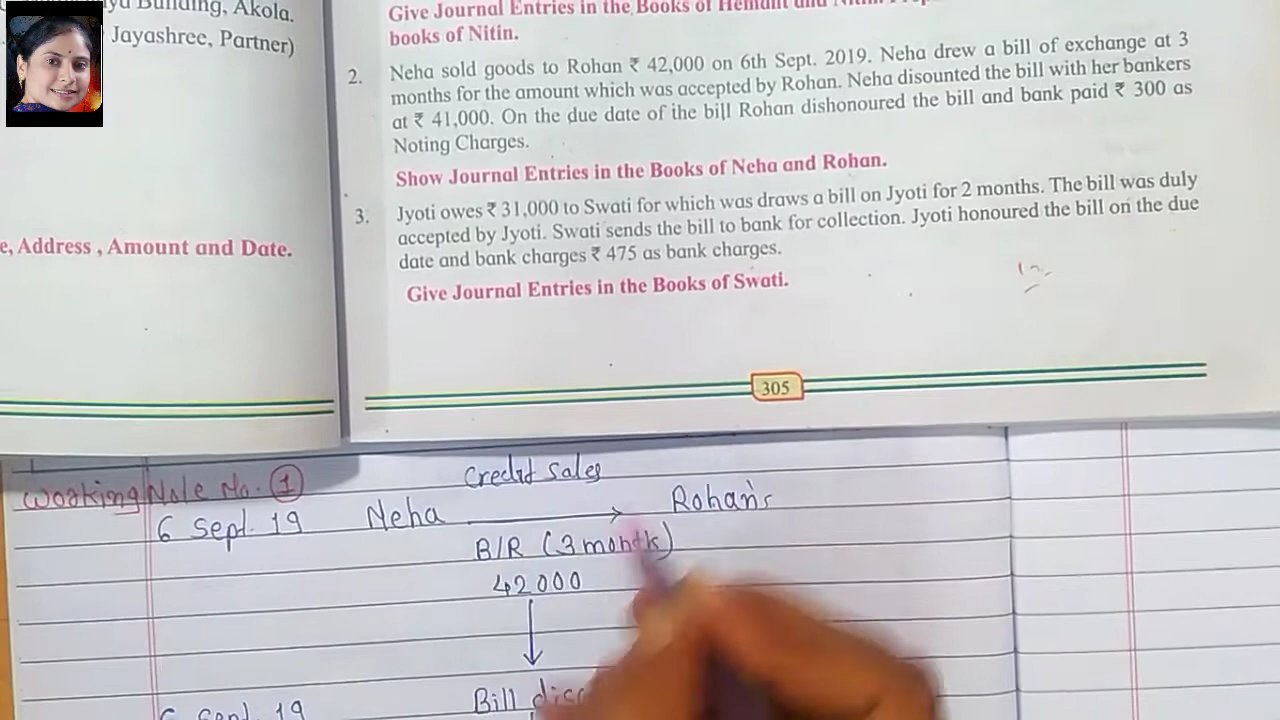 Building, Akola.
Jayashree, Partner)
e, Address , Amount and Date.
Give Journal Entries in the Books of Hemant and Nitin
books of Nitin.
2. Neha sold goods to Rohan ₹ 42,000 on 6th Sept. 2019. Neha drew a bill of exchange at 3
months for the amount which was accepted by Rohan. Neha disounted the bill with her bankers
at ₹ 41,000. On the due date of the bill Rohan dishonoured the bill and bank paid ₹ 300 as
Noting Charges.
Show Journal Entries in the Books of Neha and Rohan.
3. Jyoti owes ₹ 31,000 to Swati for which was draws a bill on Jyoti for 2 months. The bill was duly
accepted by Jyoti. Swati sends the bill to bank for collection. Jyoti honoured the bill on the due
date and bank charges ₹ 475 as bank charges.
Give Journal Entries in the Books of Swati.
305
Credit Sales
Working Note No. 1
6 Sept. 19 Neha Rohan's
B/R (3 month)
42000
Bill
6 Sept. 19